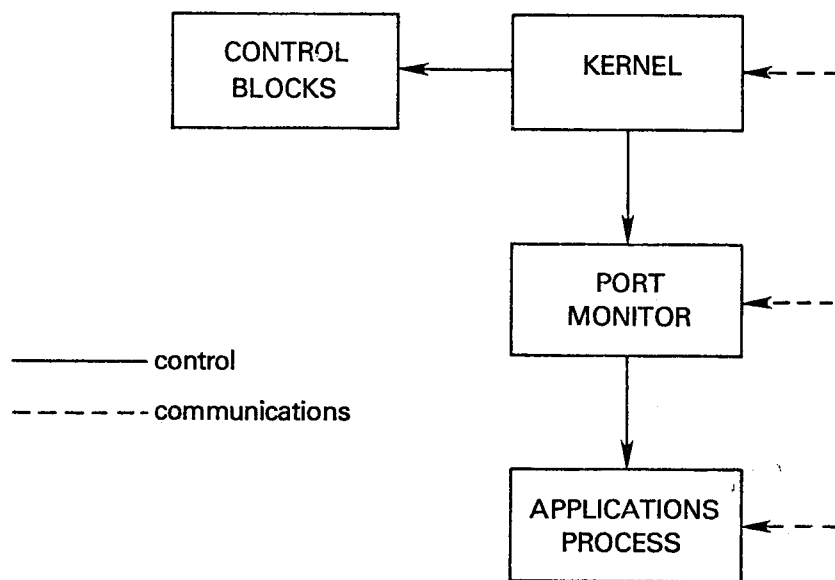 CONTROL
BLOCKS
KERNEL
PORT
MONITOR
control
communications
APPLICATIONS
PROCESS